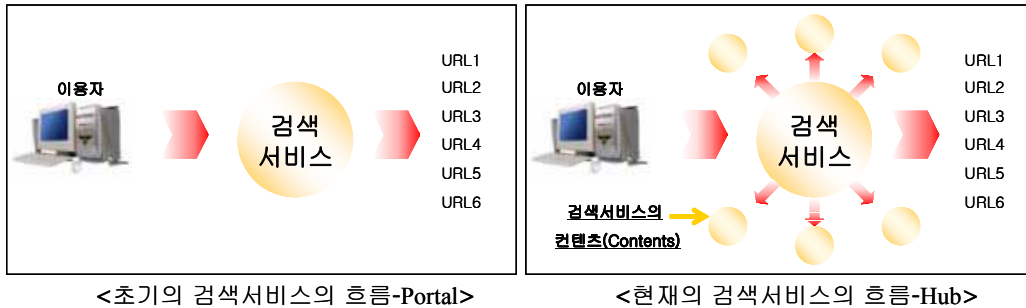 이용자
검색
서비스
URL1
URL2
URL3
URL4
URL5
URL6
<초기의 검색서비스의 흐름-Portal>
이용자
검색
서비스
검색서비스의
컨텐츠(Contents)
URL1
URL2
URL3
URL4
URL5
URL6
<현재의 검색서비스의 흐름-Hub>